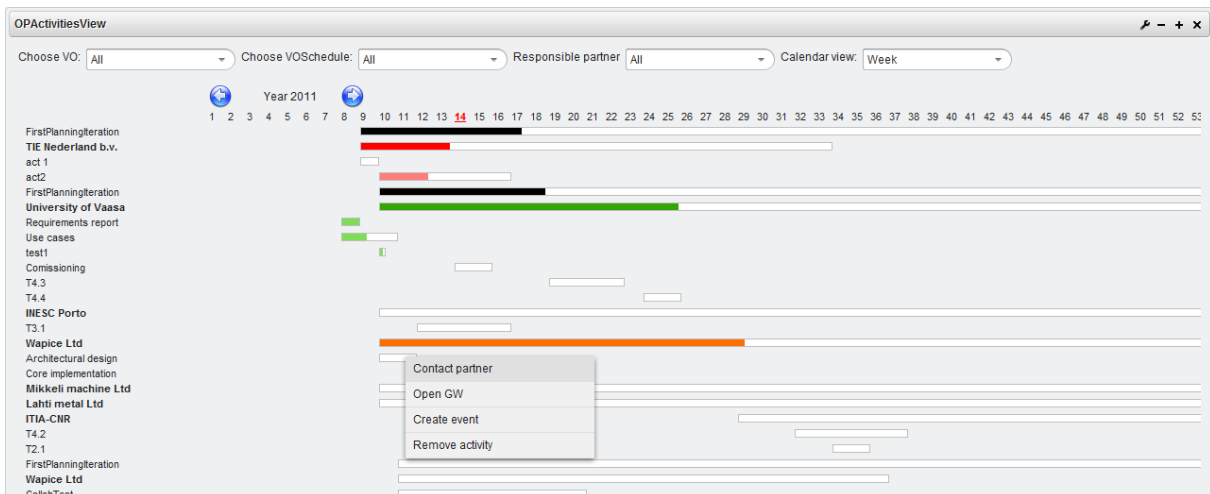 OPActivitiesView
Choose VO: All Choose VOSchedule: All Responsible partner All Calendar view: Week
Year 2011
1 2 3 4 5 6 7 8 9 10 11 12 13 14 15 16 17 18 19 20 21 22 23 24 25 26 27 28 29 30 31 32 33 34 35 36 37 38 39 40 41 42 43 44 45 46 47 48 49 50 51 52 53
FirstPlanningIteration
TIE Nederland b.v.
act 1
act2
FirstPlanningIteration
University of Vaasa
Requirements report
Use cases
test1
Comissioning
T4.3
T4.4
INESC Porto
T3.1
Wapice Ltd
Architectural design
Contact partner
Core implementation
Mikkeli machine Ltd
Open GW
Lahti metal Ltd
ITIA-CNR
Create event
T4.2
T2.1
Remove activity
FirstPlanningIteration
Wapice Ltd
CollabTest